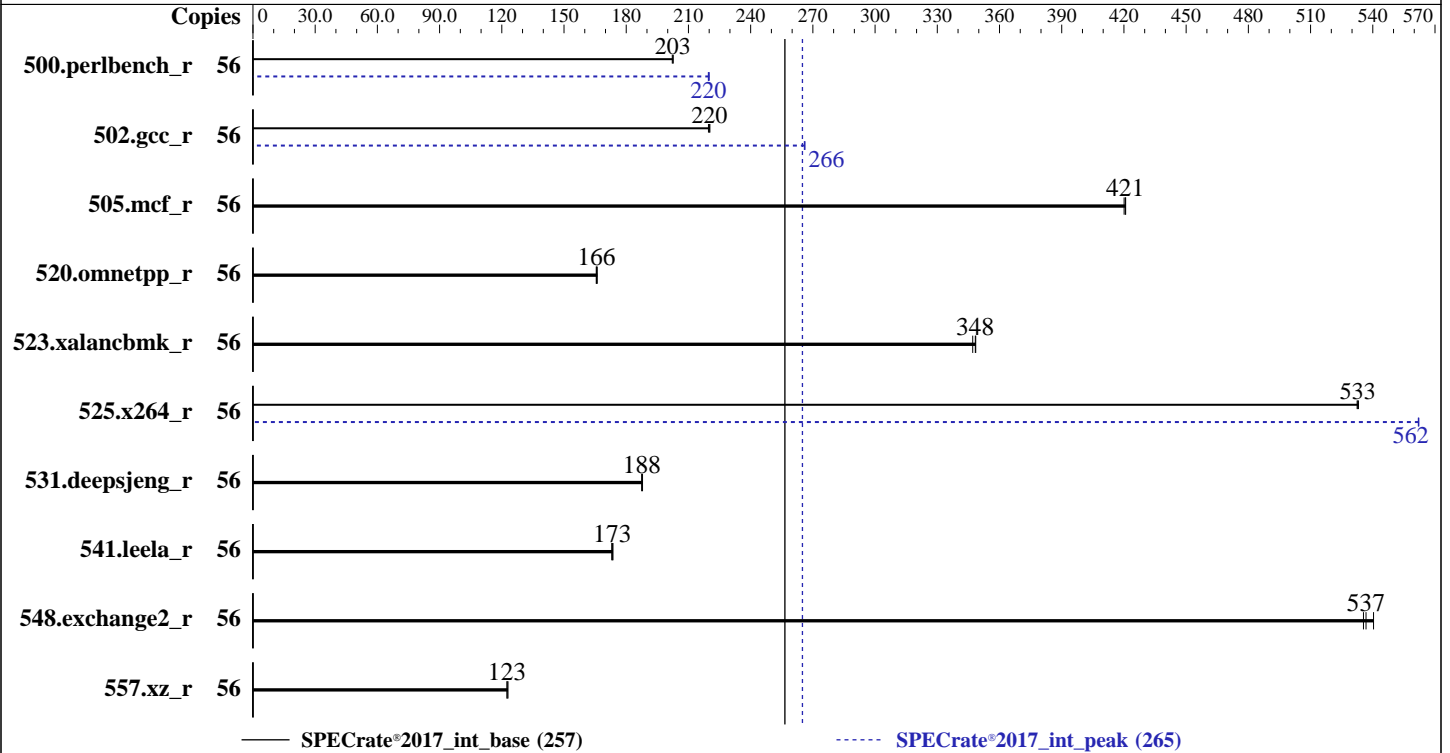 Copies 0 30.0 60.0 90.0 120 150 180 210 240 270 300 330 360 390 420 450 480 510 540 570
203
500.perlbench_r 56
220
220
502.gcc_r 56
266
421
505.mcf_r 56
166
520.omnetpp_r 56
348
523.xalancbmk_r 56
533
525.x264_r 56
562
188
531.deepsjeng_r 56
173
541.leela_r 56
537
548.exchange2_r 56
123
557.xz_r 56
SPECrate®2017_int_base (257) SPECrate®2017_int_peak (265)